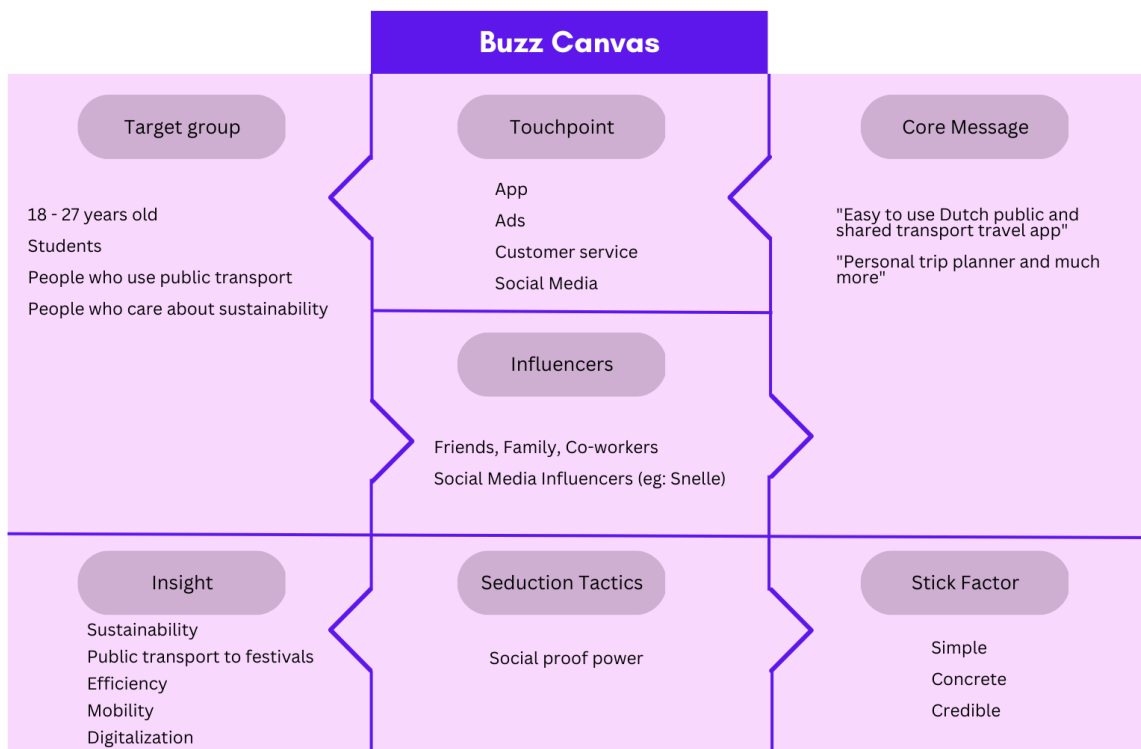 Buzz Canvas
Target group
18 - 27 years old
Students
People who use public transport
People who care about sustainability
Touchpoint
App
Ads
Customer service
Social Media
Core Message
"Easy to use Dutch public and
shared transport travel app"
"Personal trip planner and much
more"
Influencers
Friends, Family, Co-workers
Social Media Influencers (eg: Snelle)
Insight
Sustainability
Public transport to festivals
Efficiency
Mobility
Digitalization
Seduction Tactics
Social proof power
Stick Factor
Simple
Concrete
Credible